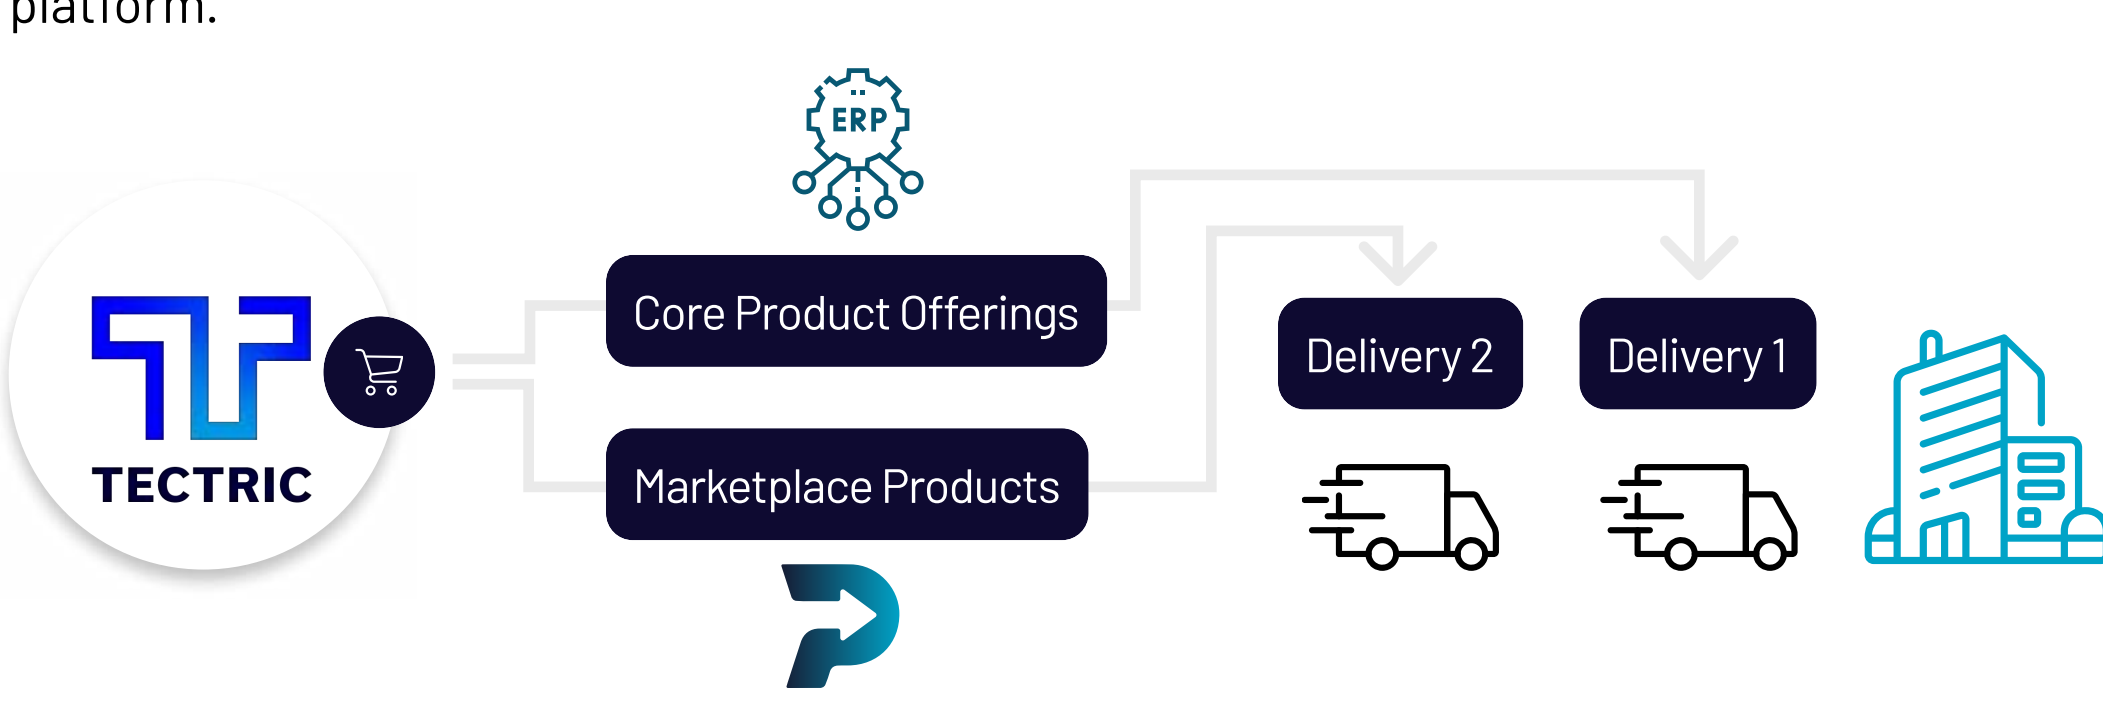 platform.
ERP
Core Product Offerings
Delivery 2
Delivery 1
TECTRIC
Marketplace Products